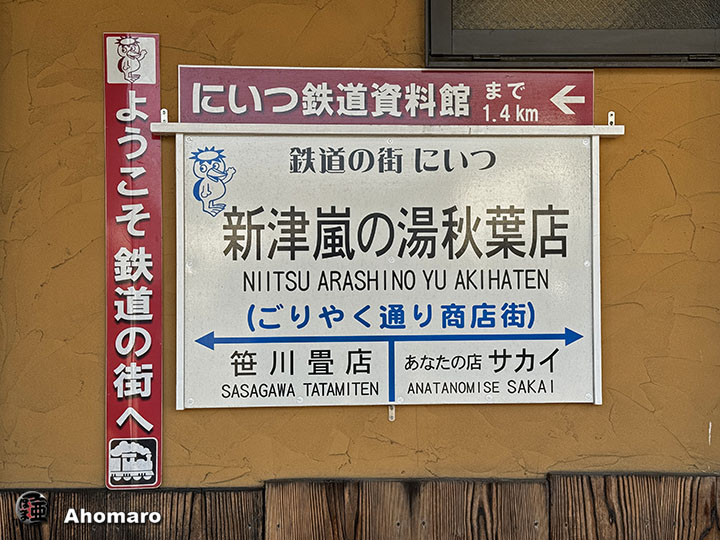 ようこそ鉄道の街へ
にいつ鉄道資料館 まで 1.4km
鉄道の街 にいつ
新津嵐の湯秋葉店
NIITSU ARASHINO YU AKIHATEN
(ごりやく通り商店街)
笹川畳店
SASAGAWA TATAMITEN
あなたの店 サカイ
ANATANOMISE SAKAI
Ahomaro